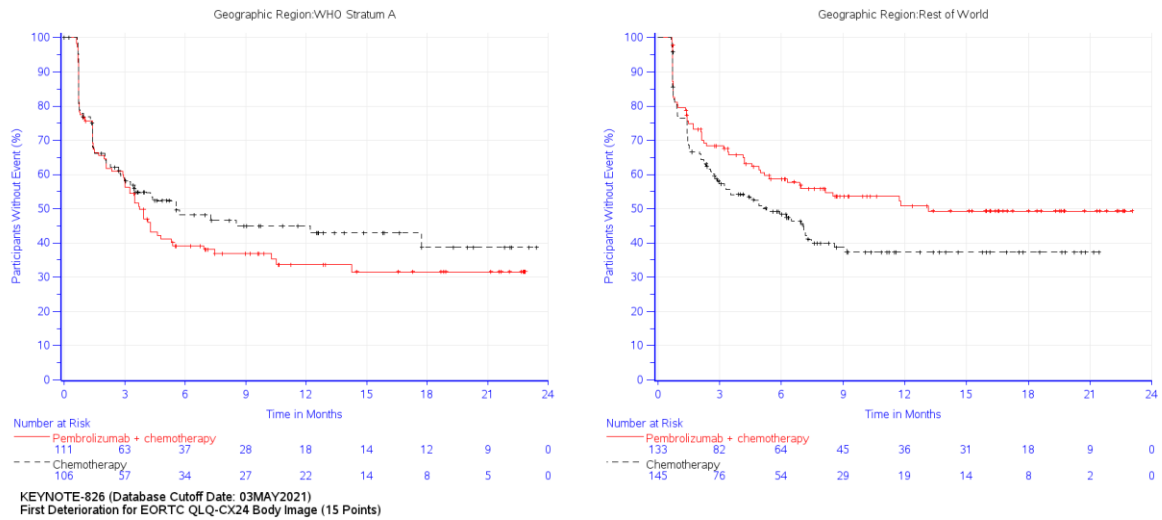 Geographic Region:WHO Stratum A
Participants Without Event (%)
100
90
80
70
60
50
40
30
20
10
0
0 3 6 9 12 15 18 21 24
Time in Months
Number at Risk
Pembrolizumab + chemotherapy
111 63 37 28 18 14 12 9 0
Chemotherapy
106 57 34 27 22 14 8 5 0
Geographic Region:Rest of World
Participants Without Event (%)
100
90
80
70
60
50
40
30
20
10
0
0 3 6 9 12 15 18 21 24
Time in Months
Number at Risk
Pembrolizumab + chemotherapy
133 82 64 45 36 31 18 9 0
Chemotherapy
145 76 54 29 19 14 8 2 0
KEYNOTE-826 (Database Cutoff Date: 03MAY2021)
First Deterioration for EORTC QLQ-CX24 Body Image (15 Points)